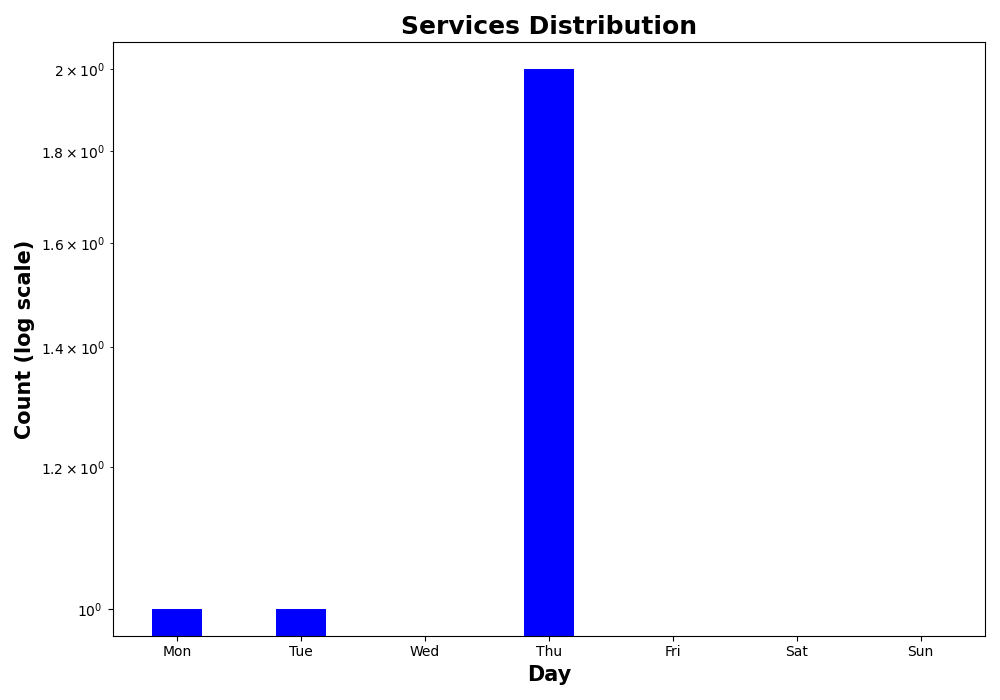 Services Distribution
Count (log scale)
2 × 10⁰
1.8 × 10⁰
1.6 × 10⁰
1.4 × 10⁰
1.2 × 10⁰
10⁰
Mon Tue Wed Thu Fri Sat Sun
Day